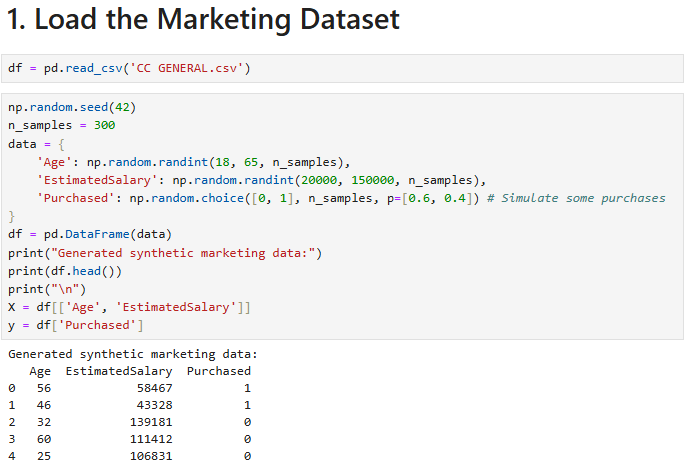 1. Load the Marketing Dataset
df = pd.read_csv('CC GENERAL.csv')
np.random.seed(42)
n_samples = 300
data = {
    'Age': np.random.randint(18, 65, n_samples),
    'EstimatedSalary': np.random.randint(20000, 150000, n_samples),
    'Purchased': np.random.choice([0, 1], n_samples, p=[0.6, 0.4]) # Simulate some purchases
}
df = pd.DataFrame(data)
print("Generated synthetic marketing data:")
print(df.head())
print("\n")
X = df[['Age', 'EstimatedSalary']]
y = df['Purchased']
Generated synthetic marketing data:
   Age  EstimatedSalary  Purchased
0   56            58467          1
1   46            43328          1
2   32           139181          0
3   60           111412          0
4   25           106831          0